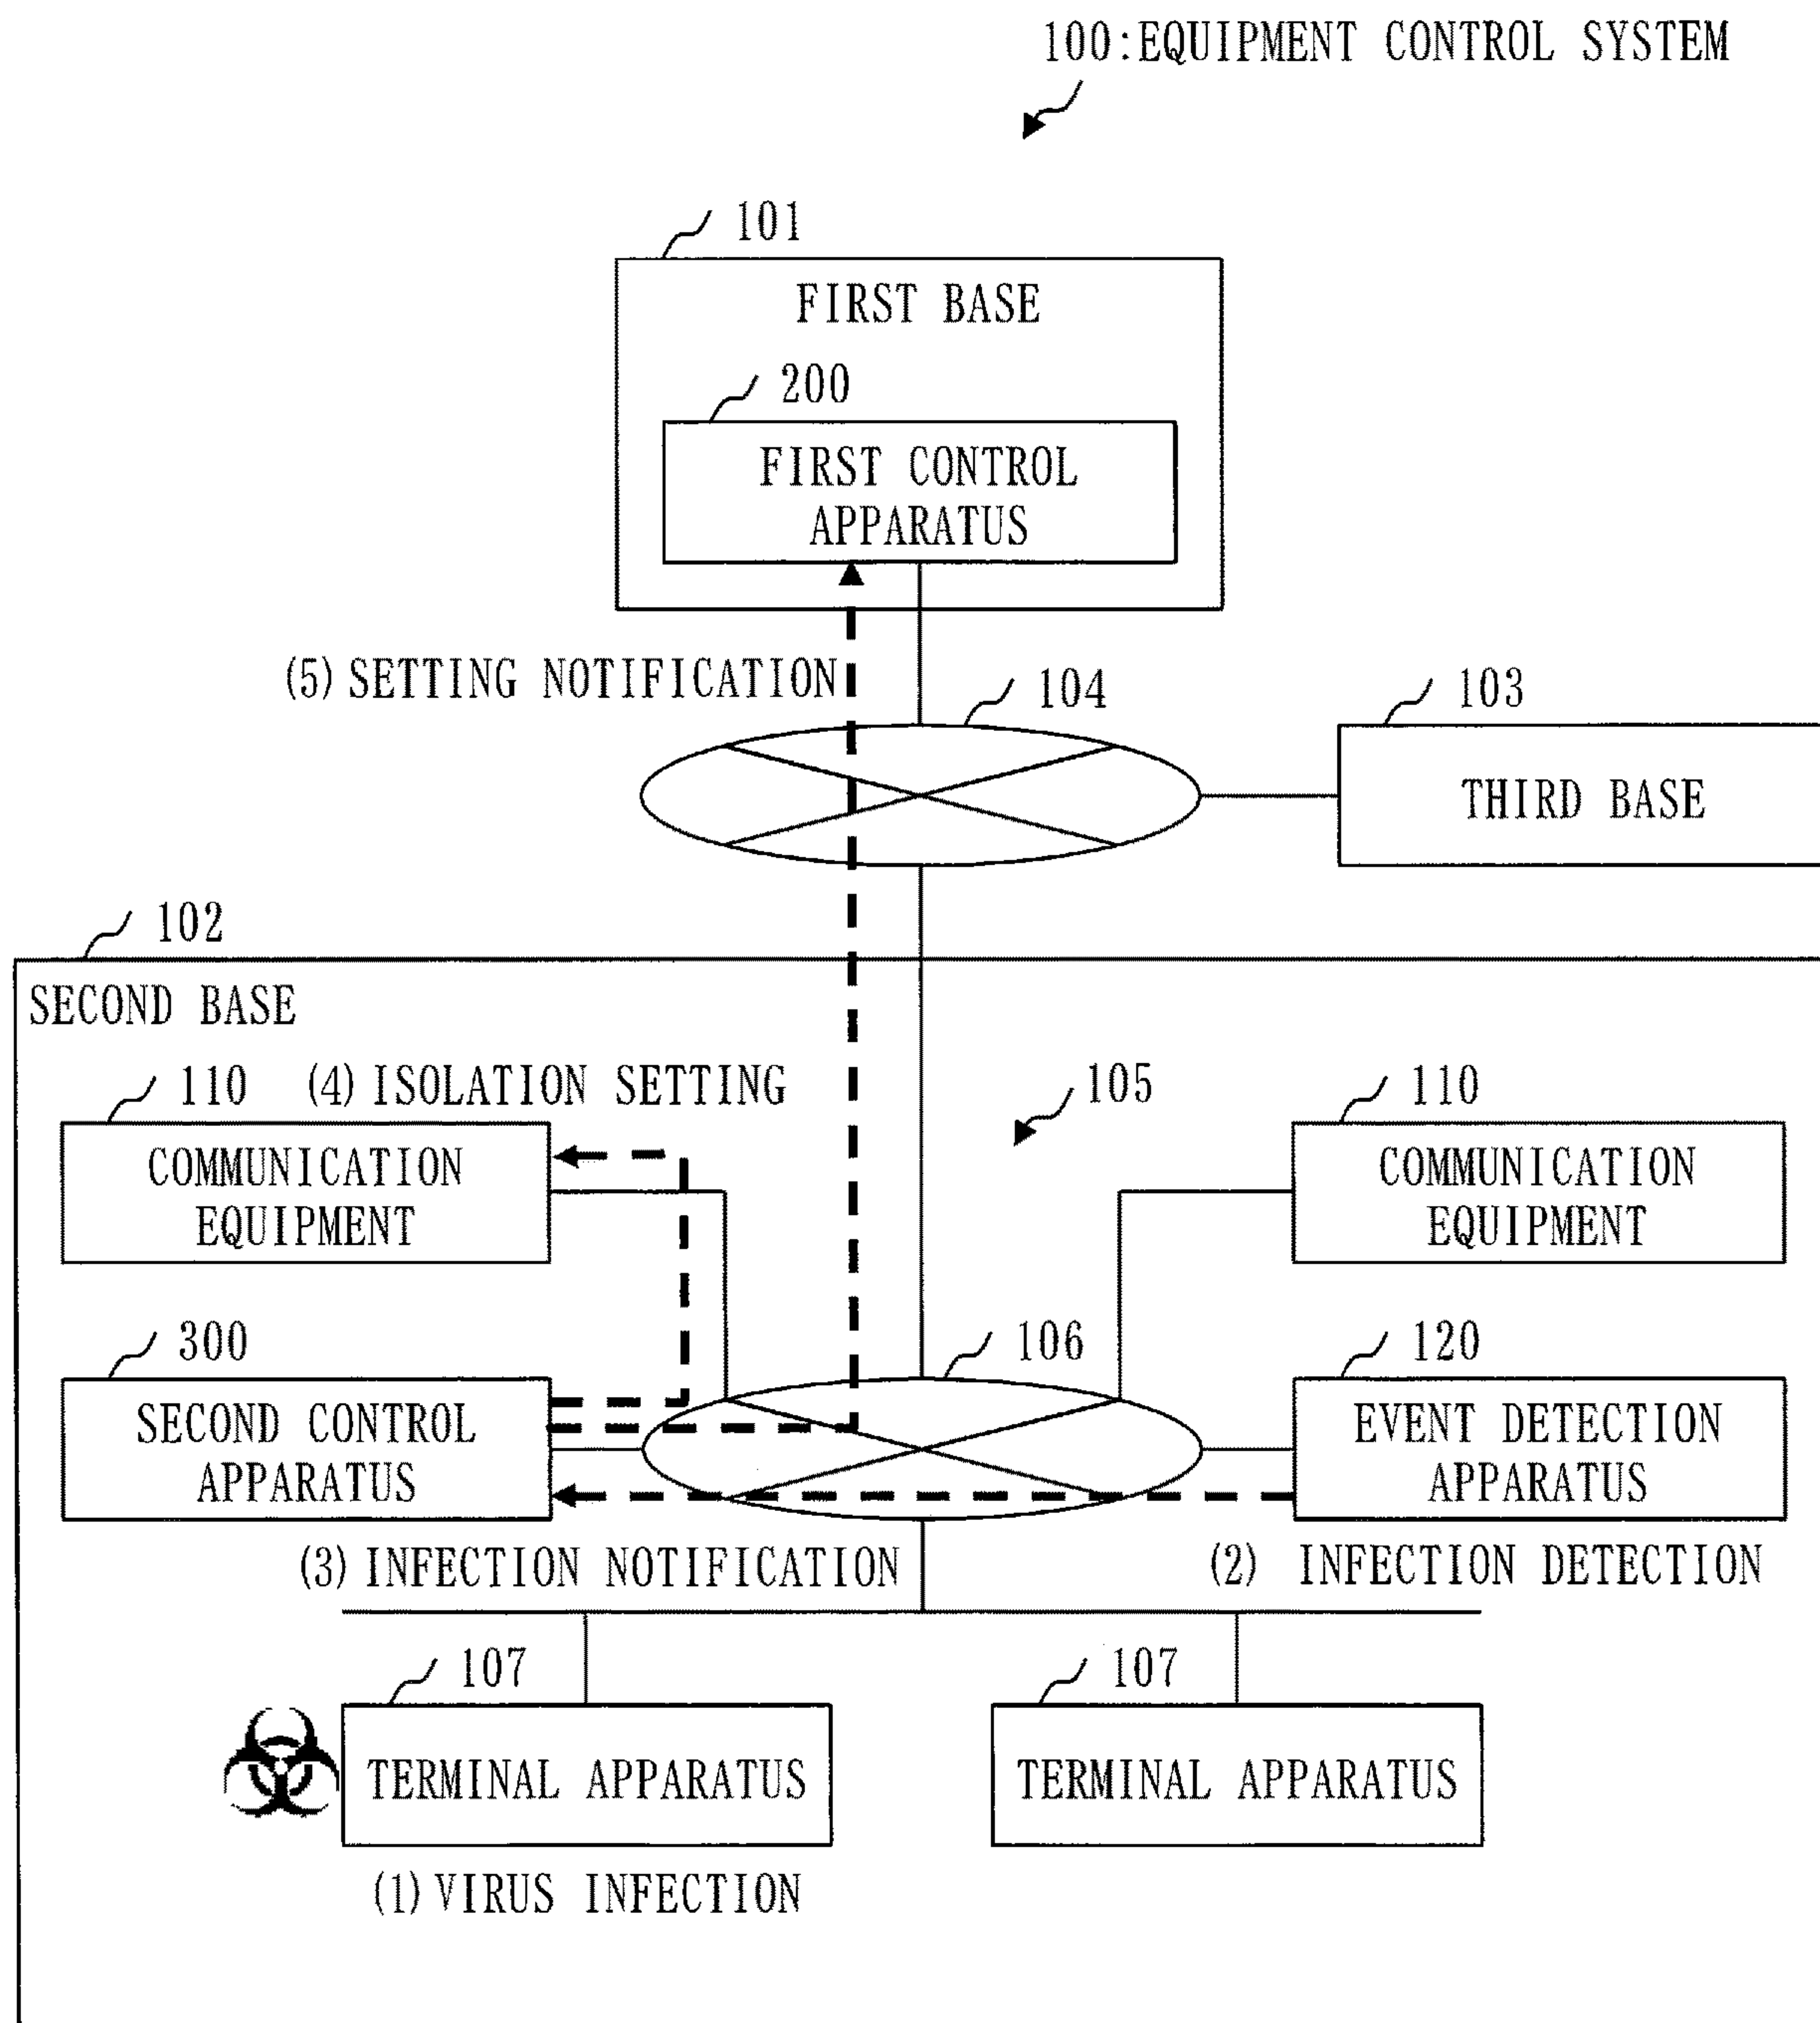 100:EQUIPMENT CONTROL SYSTEM
101
FIRST BASE
200
FIRST CONTROL
APPARATUS
(5) SETTING NOTIFICATION
104
103
THIRD BASE
102
SECOND BASE
110
(4) ISOLATION SETTING
105
110
COMMUNICATION
EQUIPMENT
COMMUNICATION
EQUIPMENT
300
106
120
SECOND CONTROL
APPARATUS
EVENT DETECTION
APPARATUS
(3) INFECTION NOTIFICATION
(2) INFECTION DETECTION
107
107
TERMINAL APPARATUS
TERMINAL APPARATUS
(1) VIRUS INFECTION